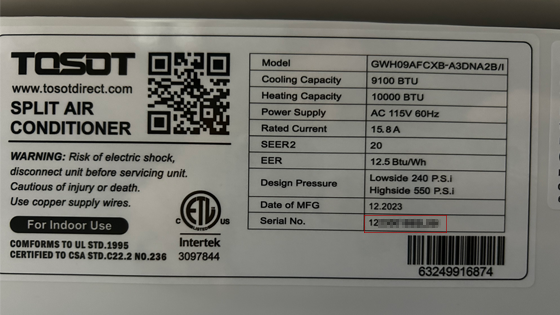 TOSOT
www.tosotdirect.com
SPLIT AIR
CONDITIONER
WARNING: Risk of electric shock,
disconnect unit before servicing unit.
Cautious of injury or death.
Use copper supply wires.
For Indoor Use
COMFORMS TO UL STD.1995
CERTIFIED TO CSA STD.C22.2 NO.236
C ETL US
Intertek
3097844
Model GWH09AFCXB-A3DNA2B/I
Cooling Capacity 9100 BTU
Heating Capacity 10000 BTU
Power Supply AC 115V 60Hz
Rated Current 15.8A
SEER2 20
EER 12.5 Btu/Wh
Design Pressure Lowside 240 P.S.i
Highside 550 P.S.i
Date of MFG 12.2023
Serial No. 12
63249916874